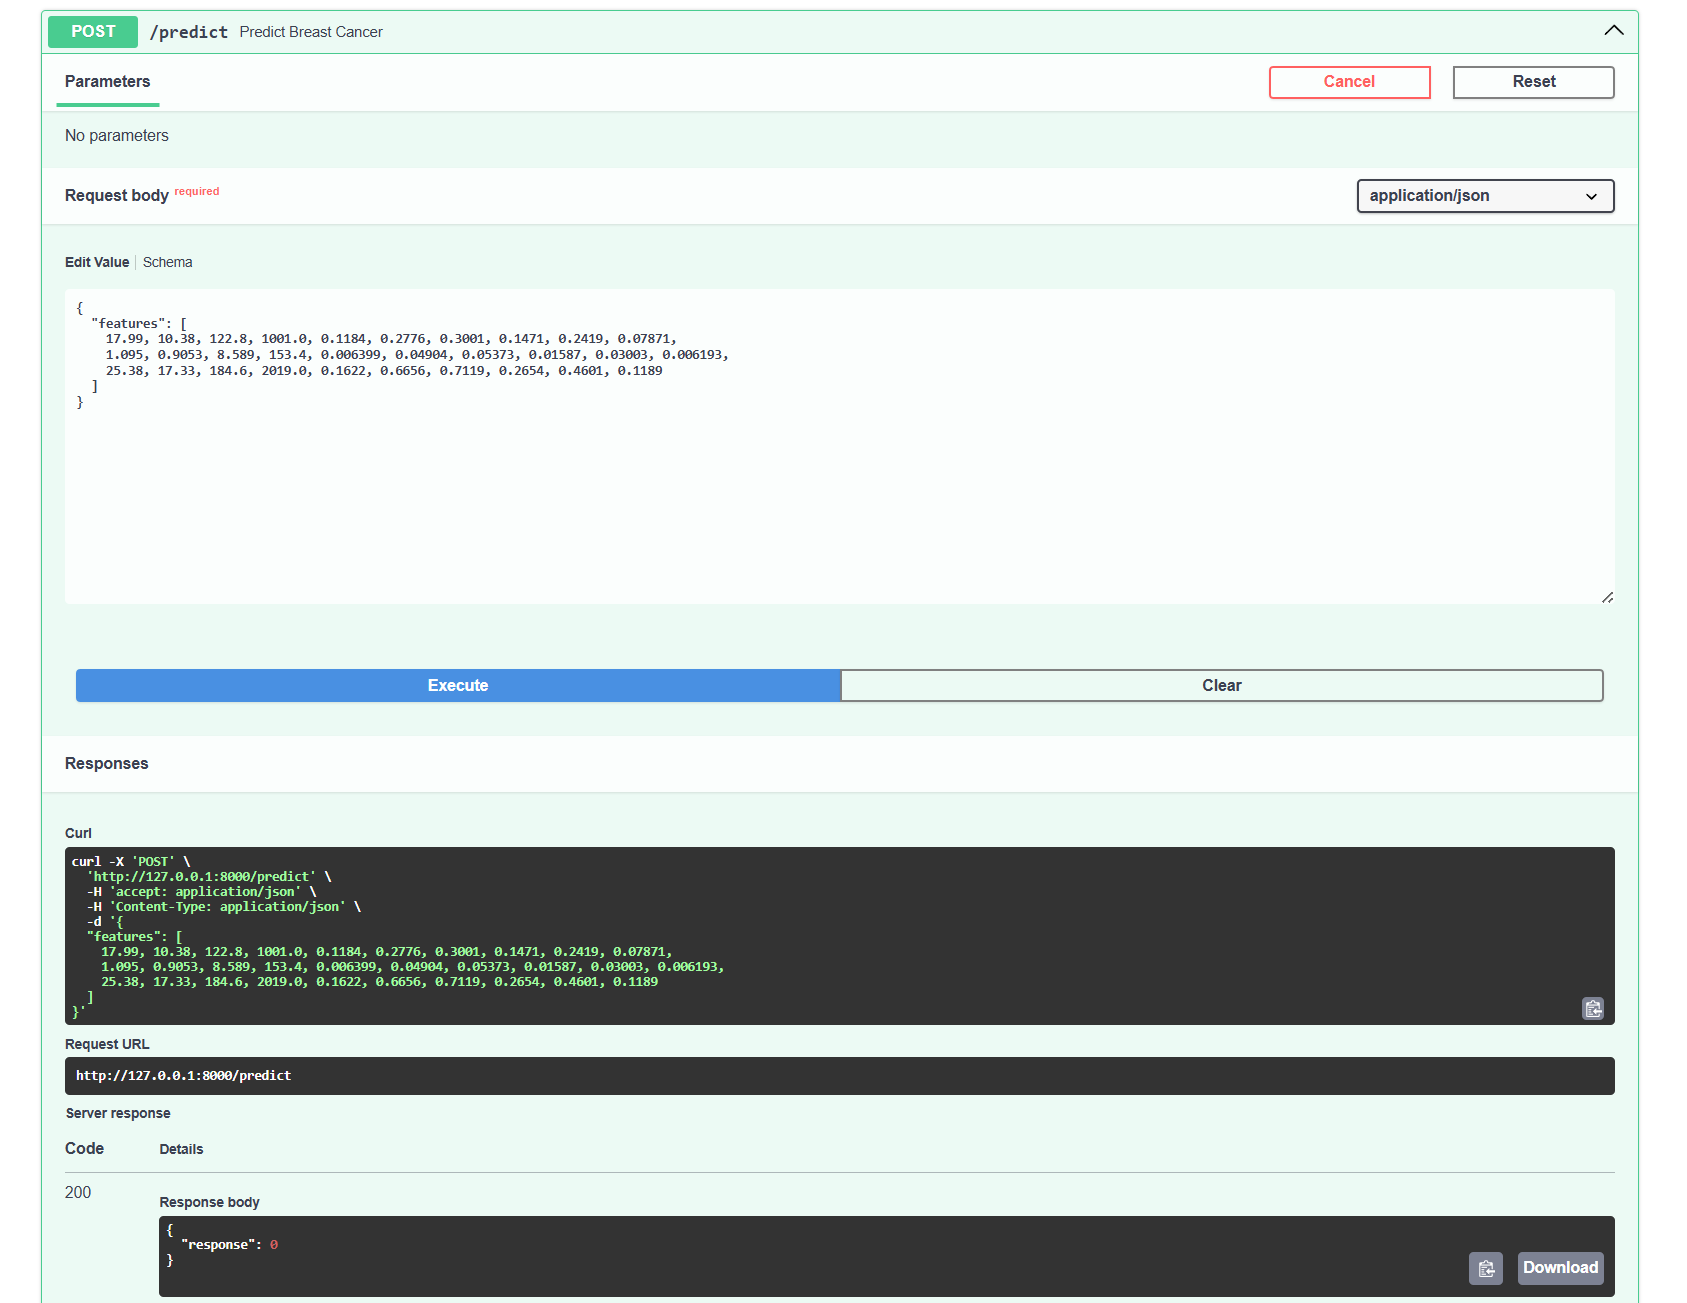 POST /predict Predict Breast Cancer
Parameters
Cancel
Reset
No parameters
Request body required
application/json
Edit Value | Schema
{
  "features": [
    17.99, 10.38, 122.8, 1001.0, 0.1184, 0.2776, 0.3001, 0.1471, 0.2419, 0.07871,
    1.095, 0.9053, 8.589, 153.4, 0.006399, 0.04904, 0.05373, 0.01587, 0.03003, 0.006193,
    25.38, 17.33, 184.6, 2019.0, 0.1622, 0.6656, 0.7119, 0.2654, 0.4601, 0.1189
  ]
}
Execute
Clear
Responses
Curl
curl -X 'POST' \
  'http://127.0.0.1:8000/predict' \
  -H 'accept: application/json' \
  -H 'Content-Type: application/json' \
  -d '{
  "features": [
    17.99, 10.38, 122.8, 1001.0, 0.1184, 0.2776, 0.3001, 0.1471, 0.2419, 0.07871,
    1.095, 0.9053, 8.589, 153.4, 0.006399, 0.04904, 0.05373, 0.01587, 0.03003, 0.006193,
    25.38, 17.33, 184.6, 2019.0, 0.1622, 0.6656, 0.7119, 0.2654, 0.4601, 0.1189
  ]
}'
Request URL
http://127.0.0.1:8000/predict
Server response
Code
Details
200
Response body
{
  "response": 0
}
Download